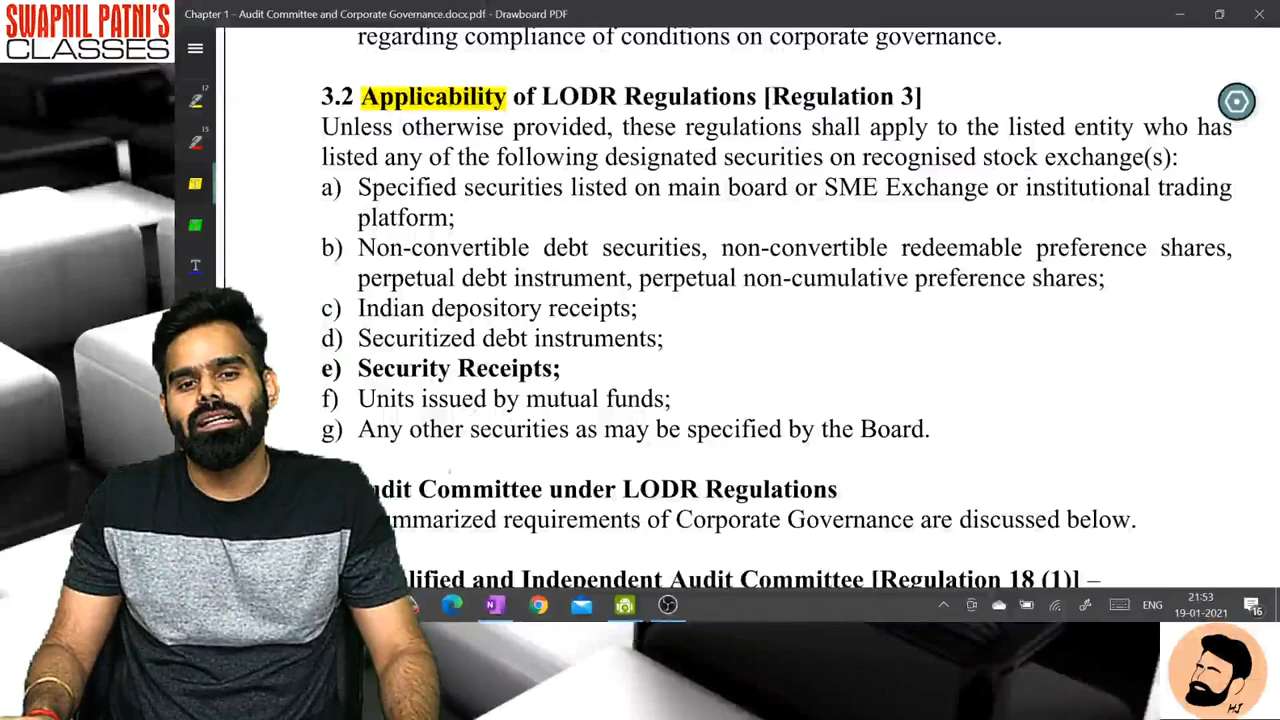 SWAPNIL PATNI'S
CLASSES
Chapter 1 – Audit Committee and Corporate Governance.docx.pdf - Drawboard PDF
regarding compliance of conditions on corporate governance.
3.2 Applicability of LODR Regulations [Regulation 3]
Unless otherwise provided, these regulations shall apply to the listed entity who has
listed any of the following designated securities on recognised stock exchange(s):
a) Specified securities listed on main board or SME Exchange or institutional trading
platform;
b) Non-convertible debt securities, non-convertible redeemable preference shares,
perpetual debt instrument, perpetual non-cumulative preference shares;
c) Indian depository receipts;
d) Securitized debt instruments;
e) Security Receipts;
f) Units issued by mutual funds;
g) Any other securities as may be specified by the Board.
udit Committee under LODR Regulations
mmarized requirements of Corporate Governance are discussed below.
lified and Independent Audit Committee [Regulation 18 (1)] –
17
15
T
T
ENG
21:53
19-01-2021
16
HJ